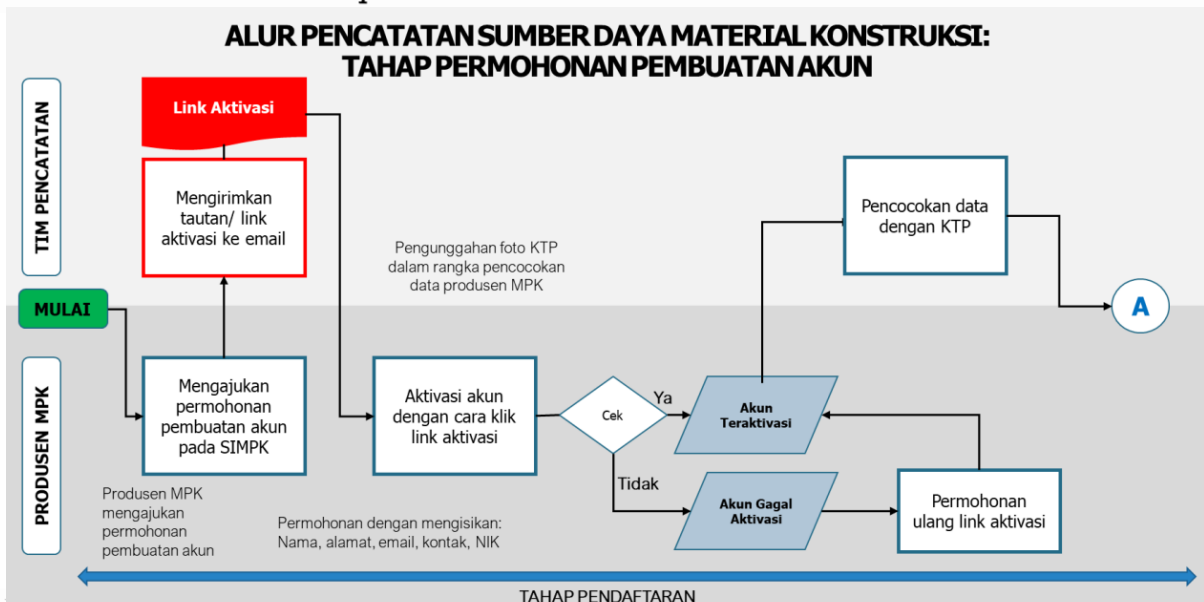 ALUR PENCATATAN SUMBER DAYA MATERIAL KONSTRUKSI:
TAHAP PERMOHONAN PEMBUATAN AKUN
TIM PENCATATAN
Link Aktivasi
Mengirimkan
tautan/ link
aktivasi ke email
Pengunggahan foto KTP
dalam rangka pencocokan
data produsen MPK
Pencocokan data
dengan KTP
MULAI
A
PRODUSEN MPK
Mengajukan
permohonan
pembuatan akun
pada SIMPK
Aktivasi akun
dengan cara klik
link aktivasi
Cek
Ya
Akun
Teraktivasi
Tidak
Akun Gagal
Aktivasi
Permohonan
ulang link aktivasi
Produsen MPK
mengajukan
permohonan
pembuatan akun
Permohonan dengan mengisikan:
Nama, alamat, email, kontak, NIK
TAHAP PENDAFTARAN